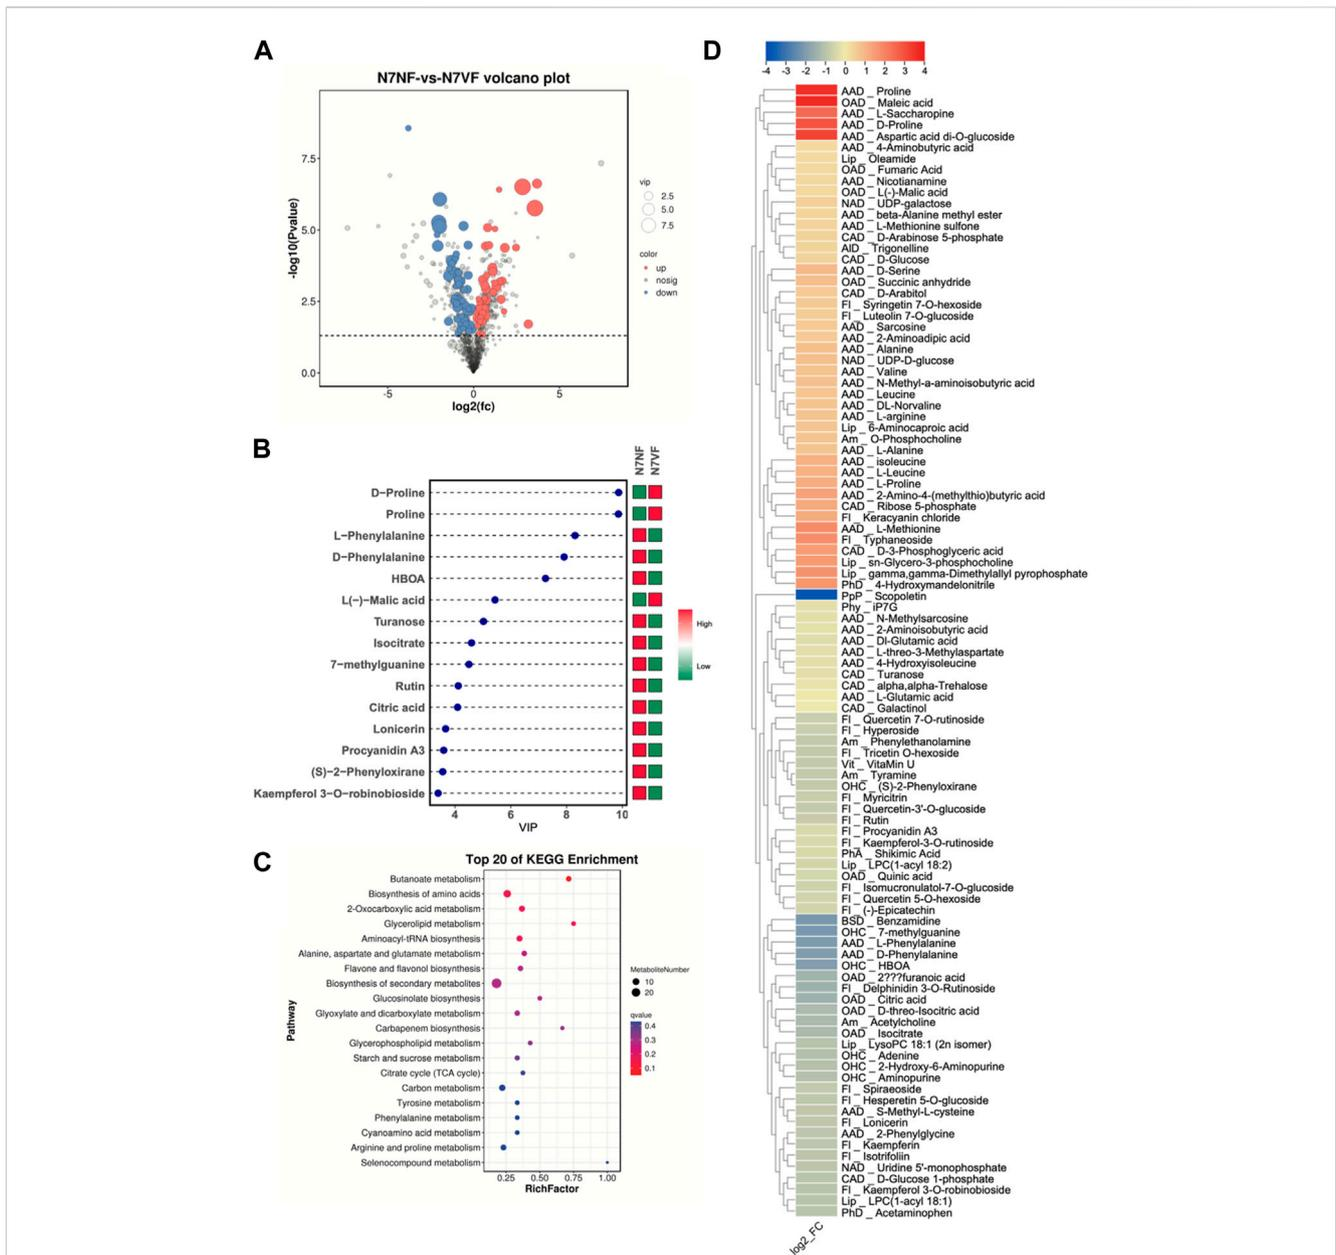 A
N7NF-vs-N7VF volcano plot
7.5
5.0
2.5
0.0
-log10(Pvalue)
-5
0
5
log2(fc)
vip
2.5
5.0
7.5
color
up
nosig
down
B
N7NF
N7VF
D−Proline
Proline
L−Phenylalanine
D−Phenylalanine
HBOA
L(−)−Malic acid
Turanose
Isocitrate
7−methylguanine
Rutin
Citric acid
Lonicerin
Procyanidin A3
(S)−2−Phenyloxirane
Kaempferol 3−O−robinobioside
4
6
8
10
VIP
High
Low
C
Top 20 of KEGG Enrichment
Butanoate metabolism
Biosynthesis of amino acids
2-Oxocarboxylic acid metabolism
Glycerolipid metabolism
Aminoacyl-tRNA biosynthesis
Alanine, aspartate and glutamate metabolism
Flavone and flavonol biosynthesis
Biosynthesis of secondary metabolites
Glucosinolate biosynthesis
Glyoxylate and dicarboxylate metabolism
Carbapenem biosynthesis
Glycerophospholipid metabolism
Starch and sucrose metabolism
Citrate cycle (TCA cycle)
Carbon metabolism
Tyrosine metabolism
Phenylalanine metabolism
Cyanoamino acid metabolism
Arginine and proline metabolism
Selenocompound metabolism
Pathway
0.25
0.50
0.75
1.00
RichFactor
MetaboliteNumber
10
20
qvalue
0.4
0.3
0.2
0.1
D
-4 -3 -2 -1 0 1 2 3 4
AAD _ Proline
OAD _ Maleic acid
AAD _ L-Saccharopine
AAD _ D-Proline
AAD _ Aspartic acid di-O-glucoside
AAD _ 4-Aminobutyric acid
Lip _ Oleamide
OAD _ Fumaric Acid
AAD _ Nicotianamine
OAD _ L(-)-Malic acid
NAD _ UDP-galactose
AAD _ beta-Alanine methyl ester
AAD _ L-Methionine sulfone
CAD _ D-Arabinose 5-phosphate
AlD _ Trigonelline
CAD _ D-Glucose
AAD _ D-Serine
OAD _ Succinic anhydride
CAD _ D-Arabitol
Fl _ Syringetin 7-O-hexoside
Fl _ Luteolin 7-O-glucoside
AAD _ Sarcosine
AAD _ 2-Aminoadipic acid
AAD _ Alanine
NAD _ UDP-D-glucose
AAD _ Valine
AAD _ N-Methyl-a-aminoisobutyric acid
AAD _ Leucine
AAD _ DL-Norvaline
AAD _ L-arginine
Lip _ 6-Aminocaproic acid
Am _ O-Phosphocholine
AAD _ L-Alanine
AAD _ isoleucine
AAD _ L-Leucine
AAD _ L-Proline
AAD _ 2-Amino-4-(methylthio)butyric acid
CAD _ Ribose 5-phosphate
Fl _ Keracyanin chloride
AAD _ L-Methionine
Fl _ Typhaneoside
CAD _ D-3-Phosphoglyceric acid
Lip _ sn-Glycero-3-phosphocholine
Lip _ gamma,gamma-Dimethylallyl pyrophosphate
PhD _ 4-Hydroxymandelonitrile
PpP _ Scopoletin
Phy _ iP7G
AAD _ N-Methylsarcosine
AAD _ 2-Aminoisobutyric acid
AAD _ Dl-Glutamic acid
AAD _ L-threo-3-Methylaspartate
AAD _ 4-Hydroxyisoleucine
CAD _ Turanose
CAD _ alpha,alpha-Trehalose
AAD _ L-Glutamic acid
CAD _ Galactinol
Fl _ Quercetin 7-O-rutinoside
Fl _ Hyperoside
Am _ Phenylethanolamine
Fl _ Tricetin O-hexoside
Vit _ VitaMin U
Am _ Tyramine
OHC _ (S)-2-Phenyloxirane
Fl _ Myricitrin
Fl _ Quercetin-3'-O-glucoside
Fl _ Rutin
Fl _ Procyanidin A3
Fl _ Kaempferol-3-O-rutinoside
PhA _ Shikimic Acid
Lip _ LPC(1-acyl 18:2)
OAD _ Quinic acid
Fl _ Isomucronulatol-7-O-glucoside
Fl _ Quercetin 5-O-hexoside
Fl _ (-)-Epicatechin
BSD _ Benzamidine
OHC _ 7-methylguanine
AAD _ L-Phenylalanine
AAD _ D-Phenylalanine
OHC _ HBOA
OAD _ 2???furanoic acid
Fl _ Delphinidin 3-O-Rutinoside
OAD _ Citric acid
OAD _ D-threo-Isocitric acid
Am _ Acetylcholine
OAD _ Isocitrate
Lip _ LysoPC 18:1 (2n isomer)
OHC _ Adenine
OHC _ 2-Hydroxy-6-Aminopurine
OHC _ Aminopurine
Fl _ Spiraeoside
Fl _ Hesperetin 5-O-glucoside
AAD _ S-Methyl-L-cysteine
Fl _ Lonicerin
AAD _ 2-Phenylglycine
Fl _ Kaempferin
Fl _ Isotrifoliin
NAD _ Uridine 5'-monophosphate
CAD _ D-Glucose 1-phosphate
Fl _ Kaempferol 3-O-robinobioside
Lip _ LPC(1-acyl 18:1)
PhD _ Acetaminophen
log2_FC